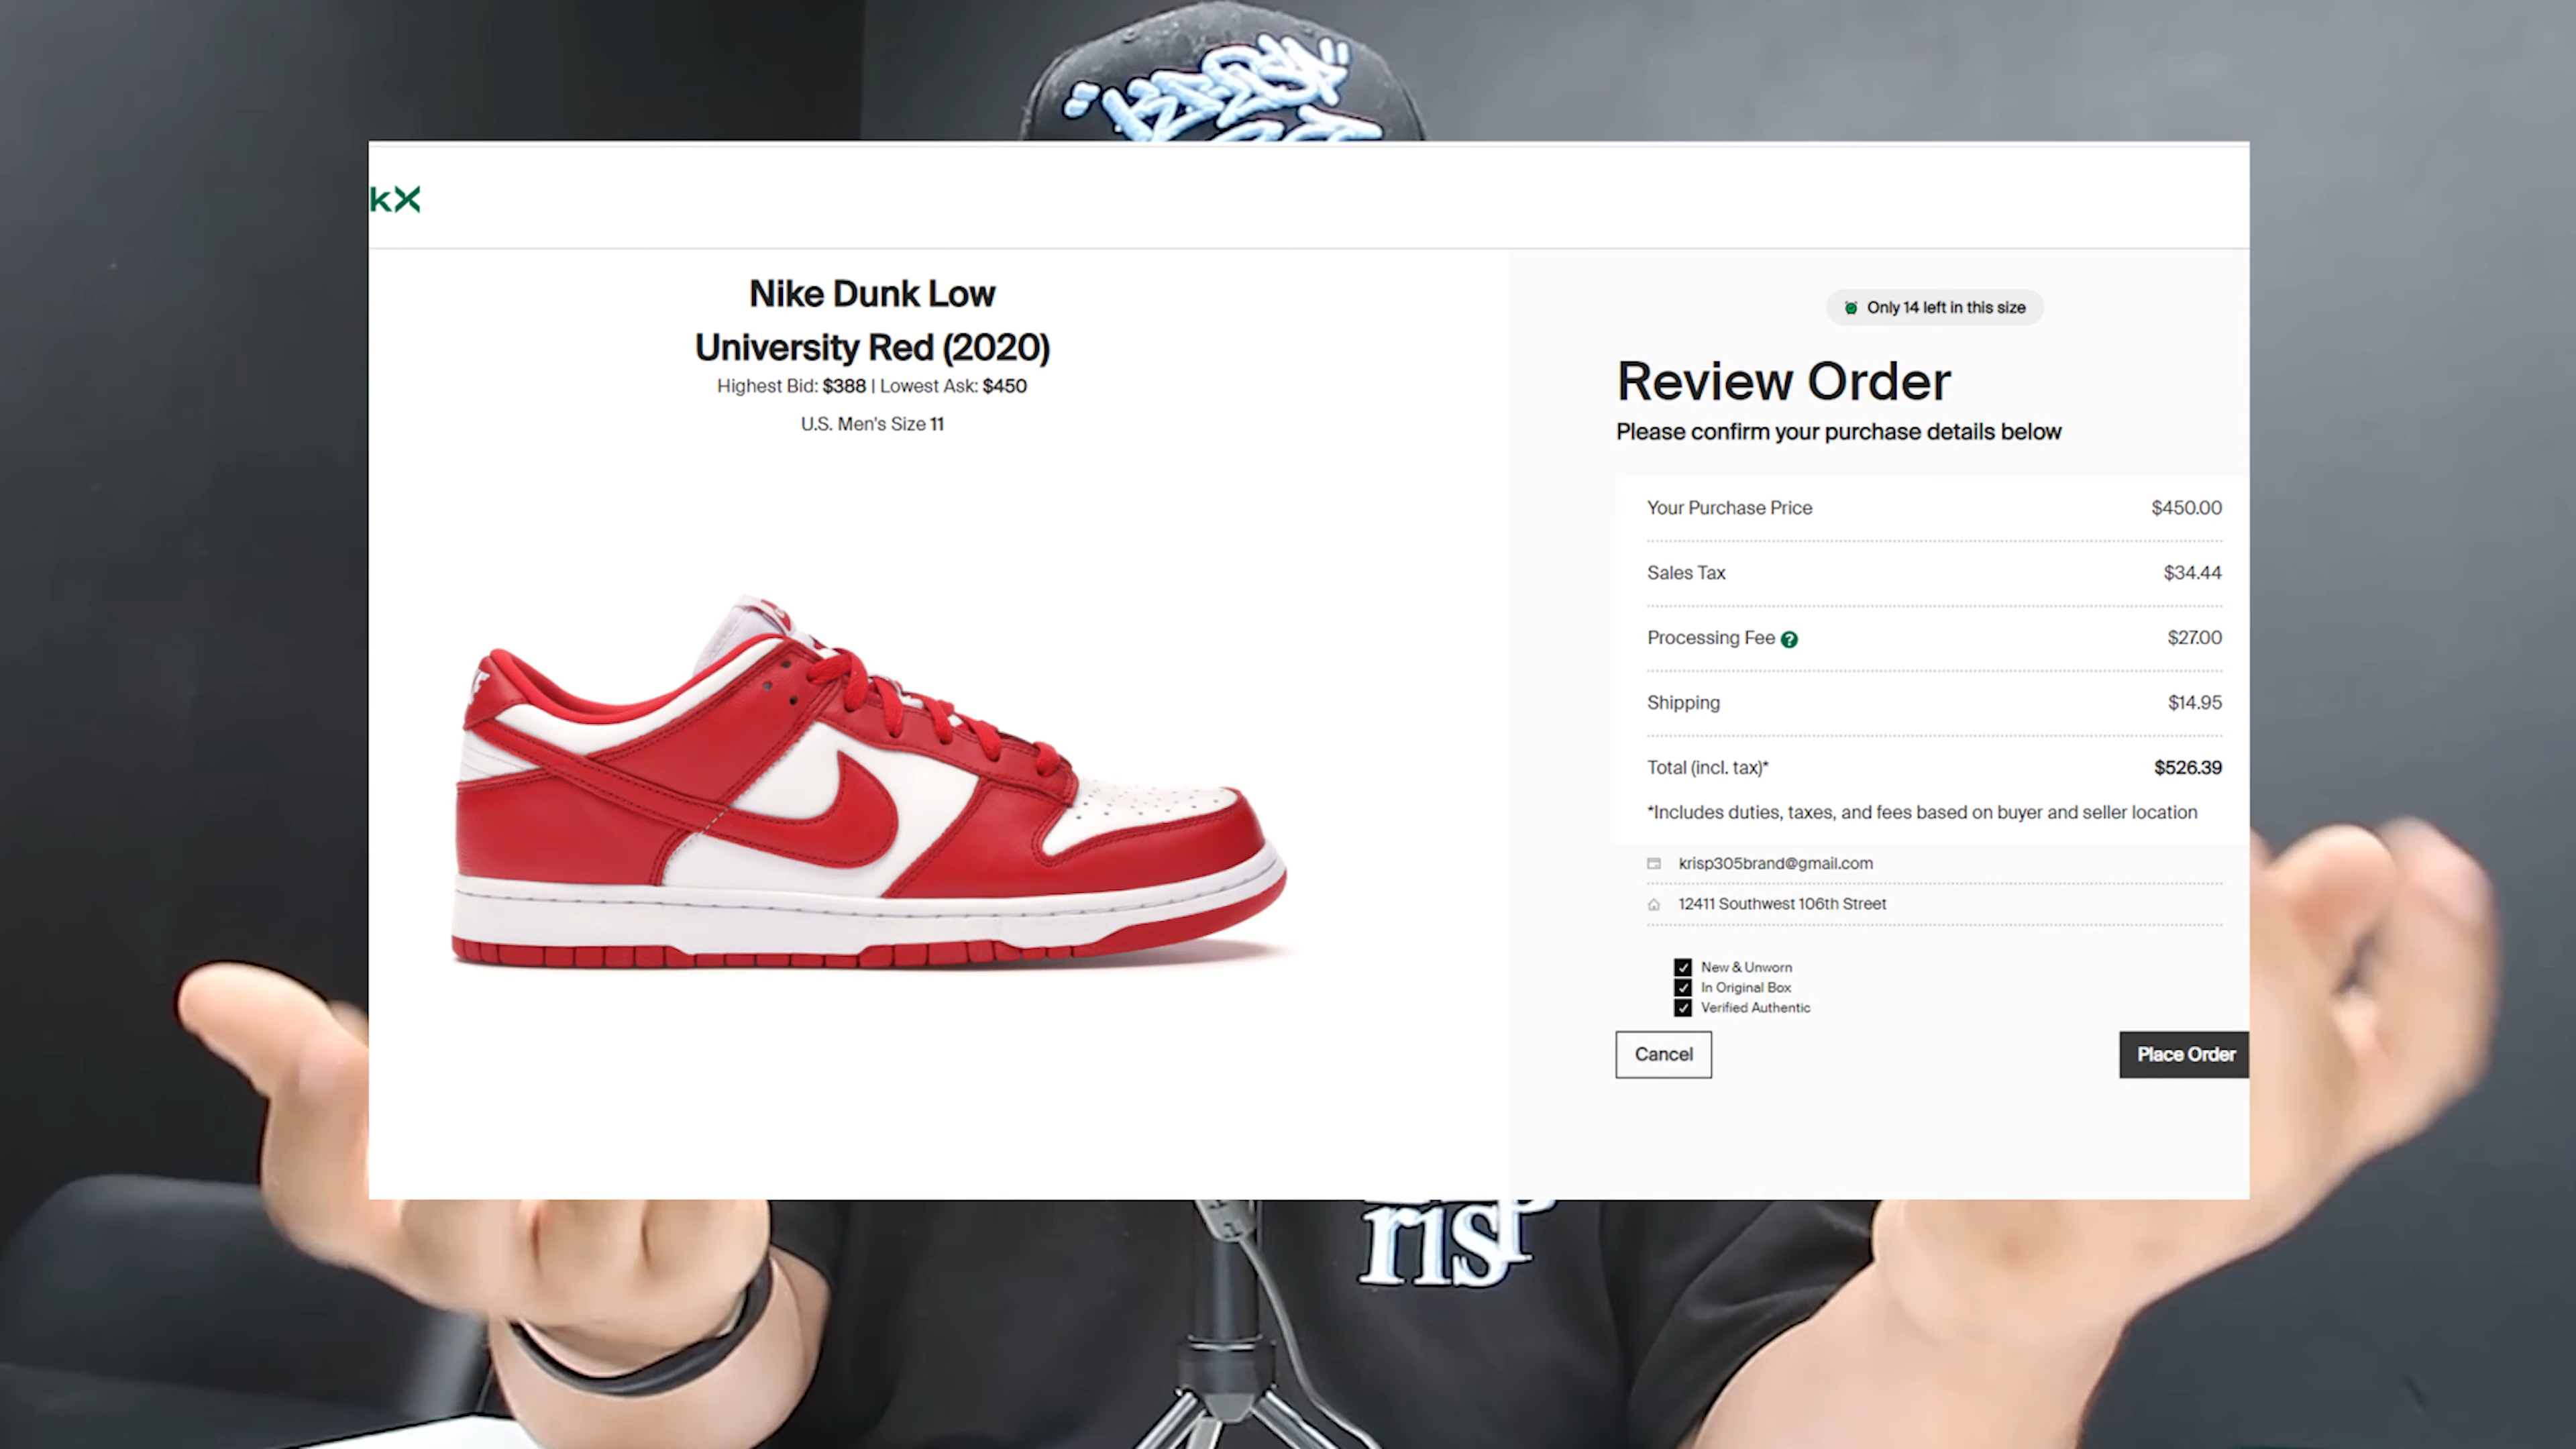 kX
Nike Dunk Low
University Red (2020)
Highest Bid: $388 | Lowest Ask: $450
U.S. Men's Size 11
Only 14 left in this size
Review Order
Please confirm your purchase details below
Your Purchase Price $450.00
Sales Tax $34.44
Processing Fee ? $27.00
Shipping $14.95
Total (incl. tax)* $526.39
*Includes duties, taxes, and fees based on buyer and seller location
krisp305brand@gmail.com
12411 Southwest 106th Street
New & Unworn
In Original Box
Verified Authentic
Cancel
Place Order
risp